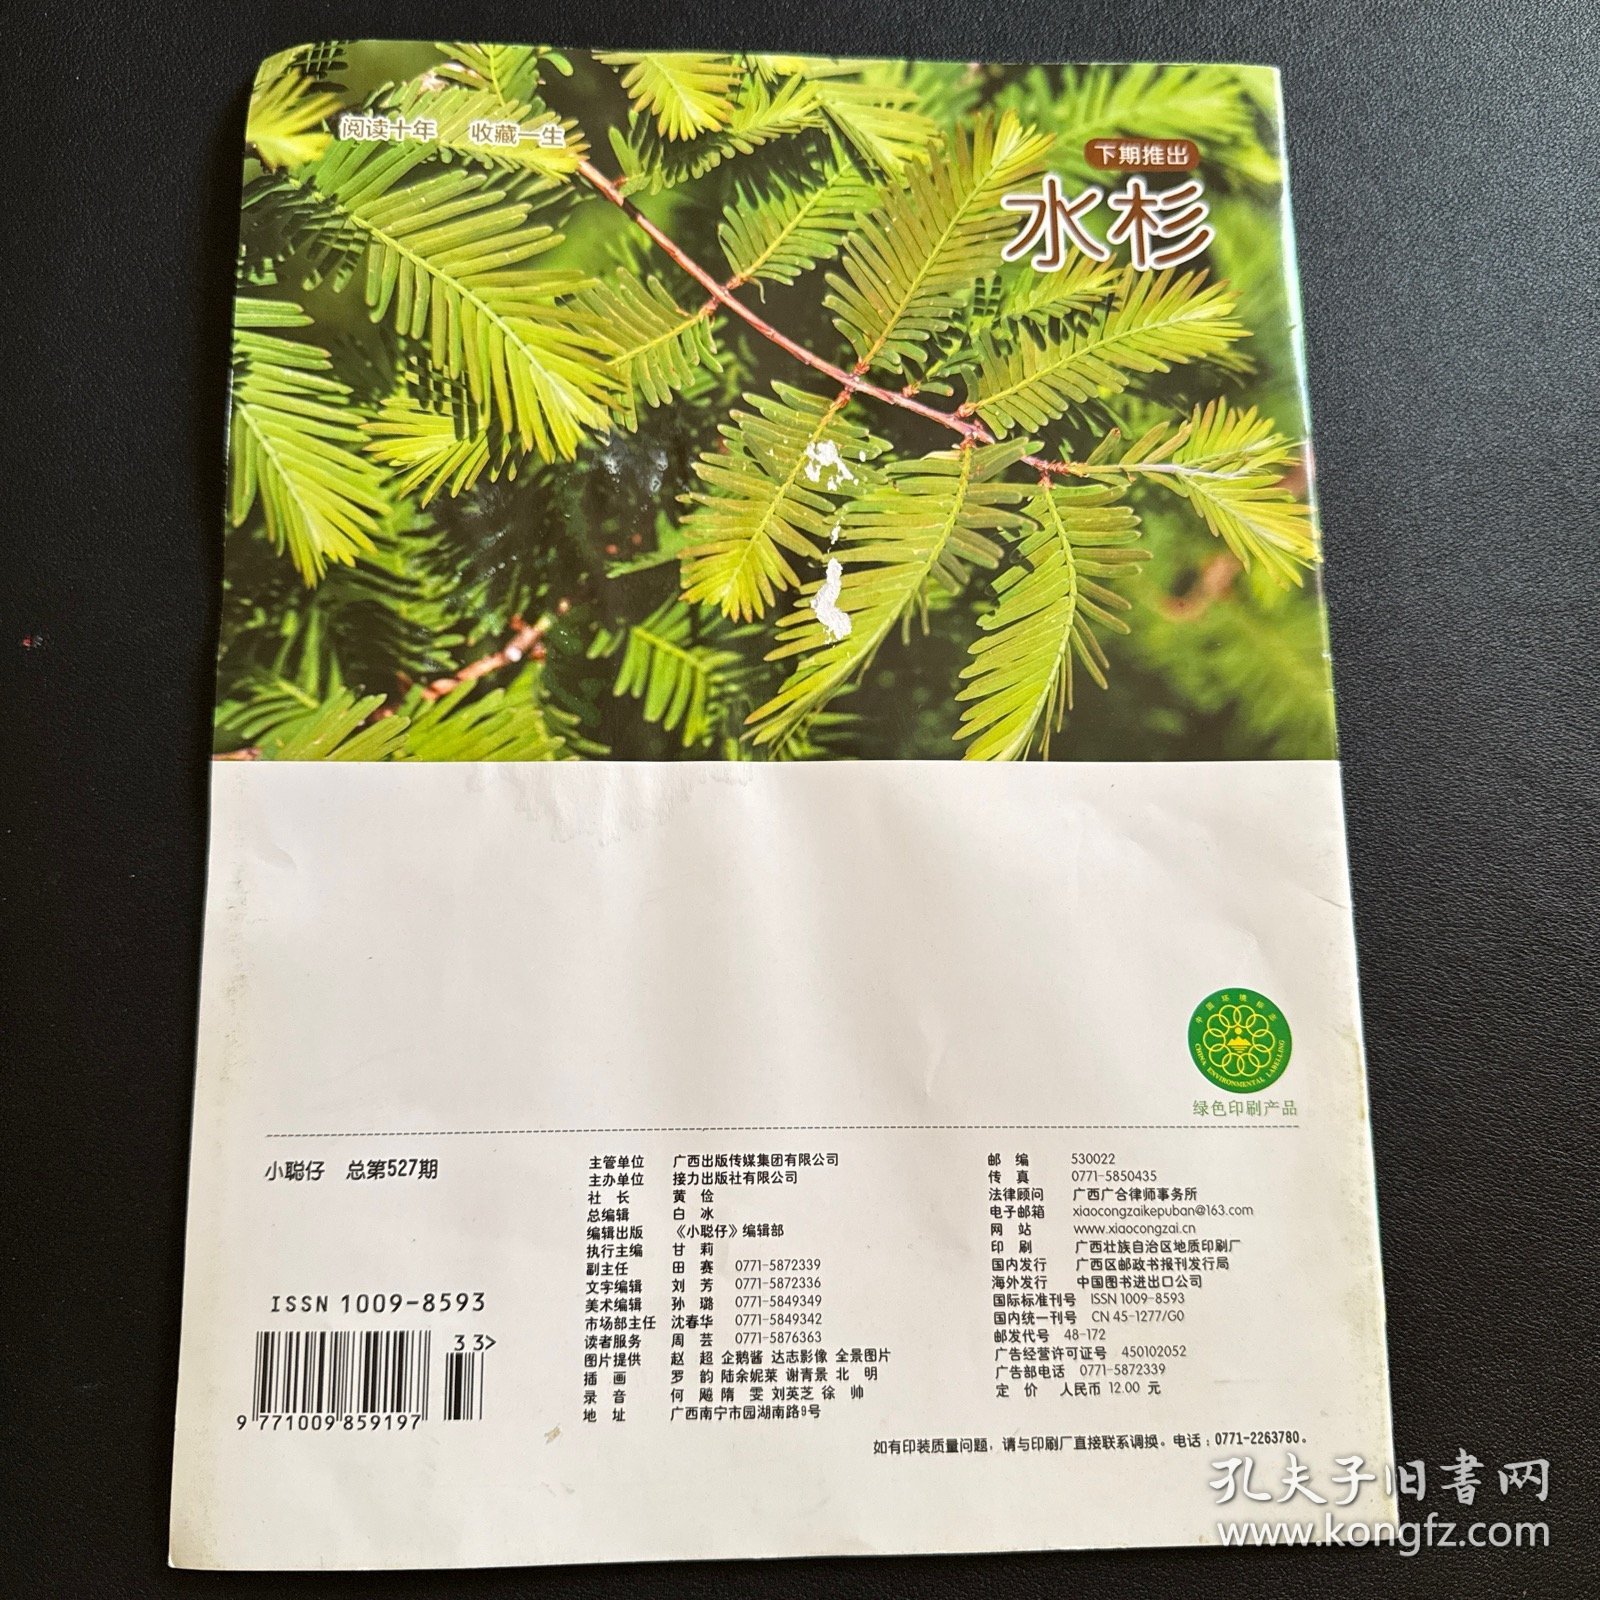 阅读十年 收藏一生
下期推出
水杉
中国环境标志
CHINA ENVIRONMENTAL LABELLING
绿色印刷产品
小聪仔 总第527期
ISSN 1009-8593
33>
9 771009 859197
主管单位 广西出版传媒集团有限公司
主办单位 接力出版社有限公司
社 长 黄 俭
总编辑 白 冰
编辑出版 《小聪仔》编辑部
执行主编 甘 莉
副主任 田 赛 0771-5872339
文字编辑 刘 芳 0771-5872336
美术编辑 孙 璐 0771-5849349
市场部主任 沈春华 0771-5849342
读者服务 周 芸 0771-5876363
图片提供 赵 超 企鹅酱 达志影像 全景图片
插 画 罗 韵 陆余妮莱 谢青景 北 明
录 音 何 飚 隋 雯 刘英芝 徐 帅
地 址 广西南宁市园湖南路9号
邮 编 530022
传 真 0771-5850435
法律顾问 广西广合律师事务所
电子邮箱 xiaocongzaikepuban@163.com
网 站 www.xiaocongzai.cn
印 刷 广西壮族自治区地质印刷厂
国内发行 广西区邮政书报刊发行局
海外发行 中国图书进出口公司
国际标准刊号 ISSN 1009-8593
国内统一刊号 CN 45-1277/G0
邮发代号 48-172
广告经营许可证号 450102052
广告部电话 0771-5872339
定 价 人民币 12.00 元
如有印装质量问题，请与印刷厂直接联系调换。电话：0771-2263780。
孔夫子旧书网
www.kongfz.com